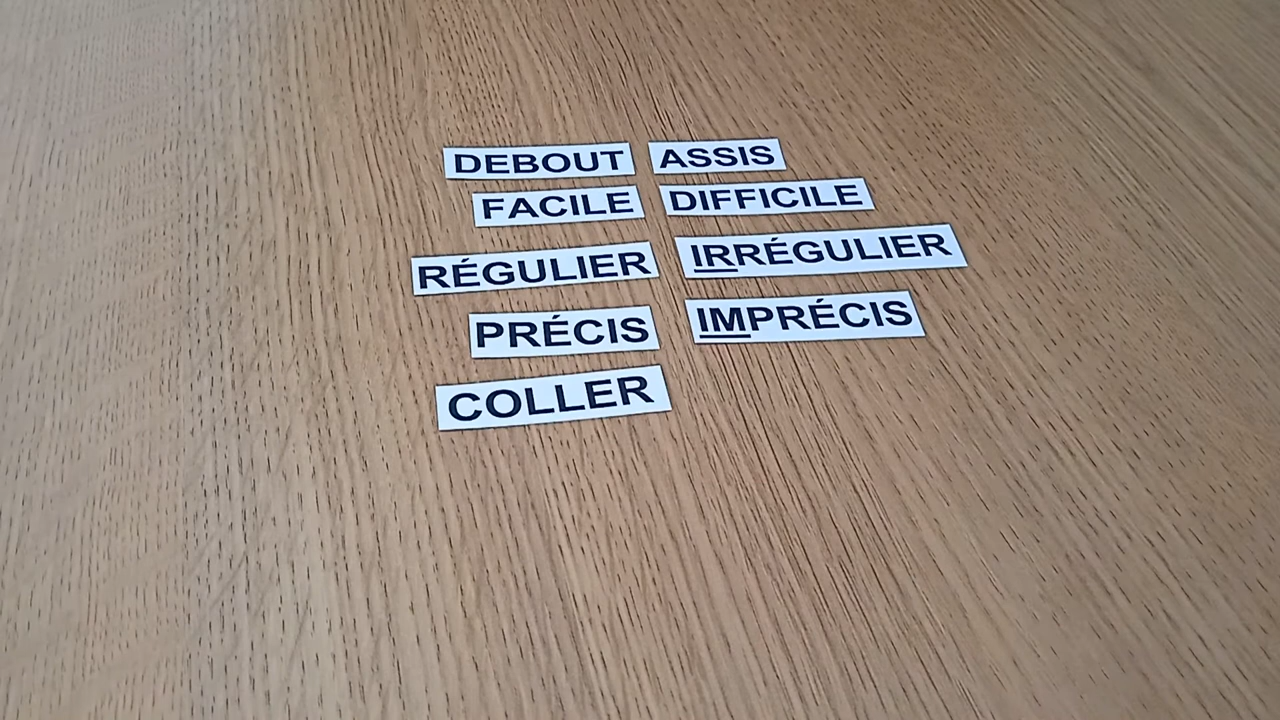 DEBOUT ASSIS
FACILE DIFFICILE
RÉGULIER IRRÉGULIER
PRÉCIS IMPRÉCIS
COLLER